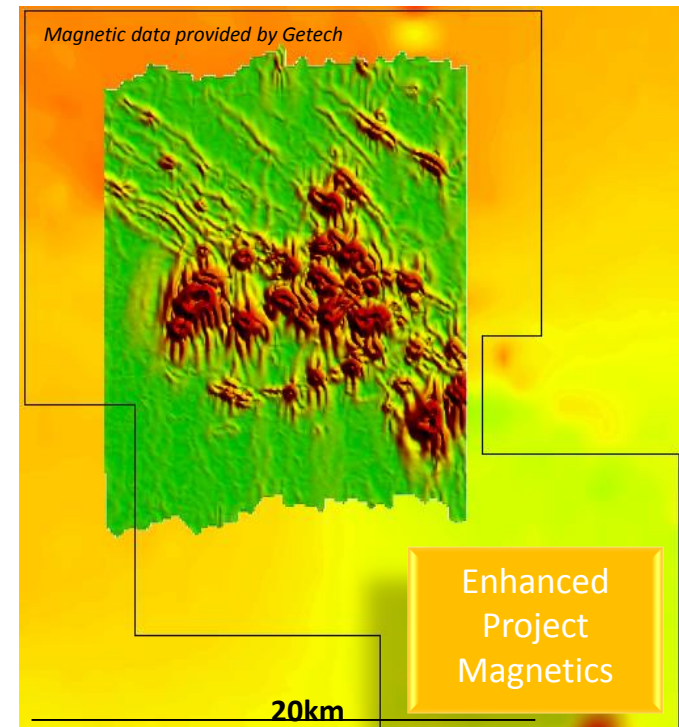 Magnetic data provided by Getech
Enhanced
Project
Magnetics
20km